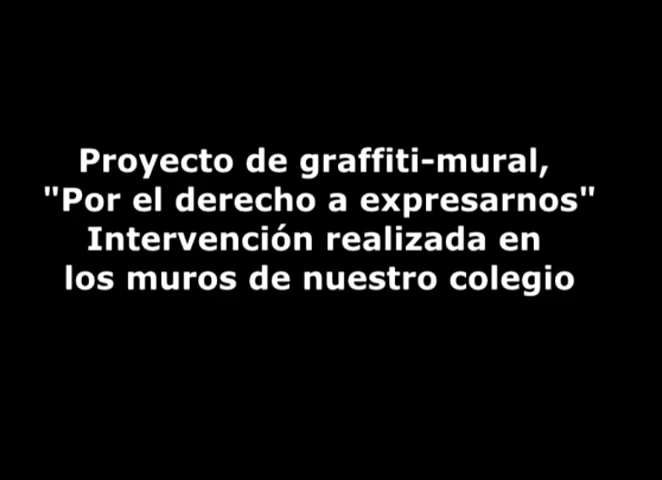 Proyecto de graffiti-mural,
"Por el derecho a expresarnos"
Intervención realizada en
los muros de nuestro colegio